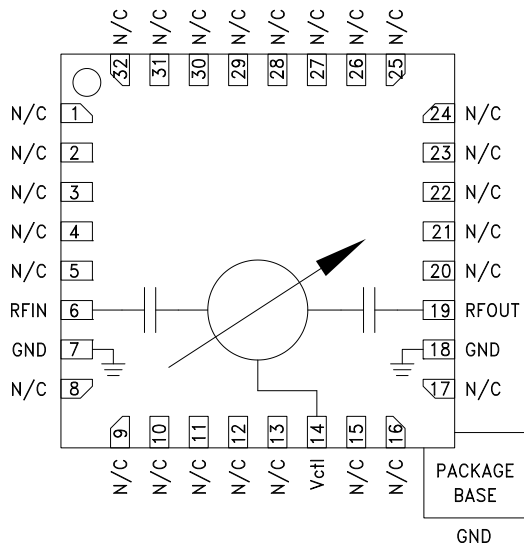 N/C N/C N/C N/C N/C N/C N/C N/C
32 31 30 29 28 27 26 25
N/C 1 24 N/C
N/C 2 23 N/C
N/C 3 22 N/C
N/C 4 21 N/C
N/C 5 20 N/C
RFIN 6 19 RFOUT
GND 7 18 GND
N/C 8 17 N/C
9 10 11 12 13 14 15 16
N/C N/C N/C N/C N/C Vctl N/C N/C
PACKAGE
BASE
GND